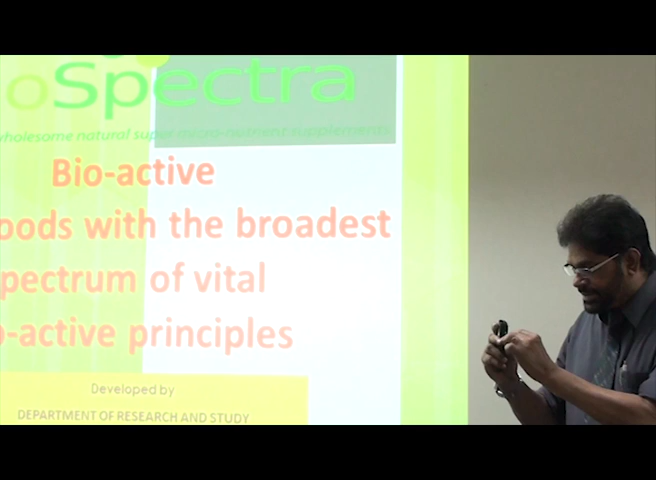 oSpectra
wholesome natural super micro-nutrient supplements
Bio-active
oods with the broadest
pectrum of vital
o-active principles
Developed by
DEPARTMENT OF RESEARCH AND STUDY